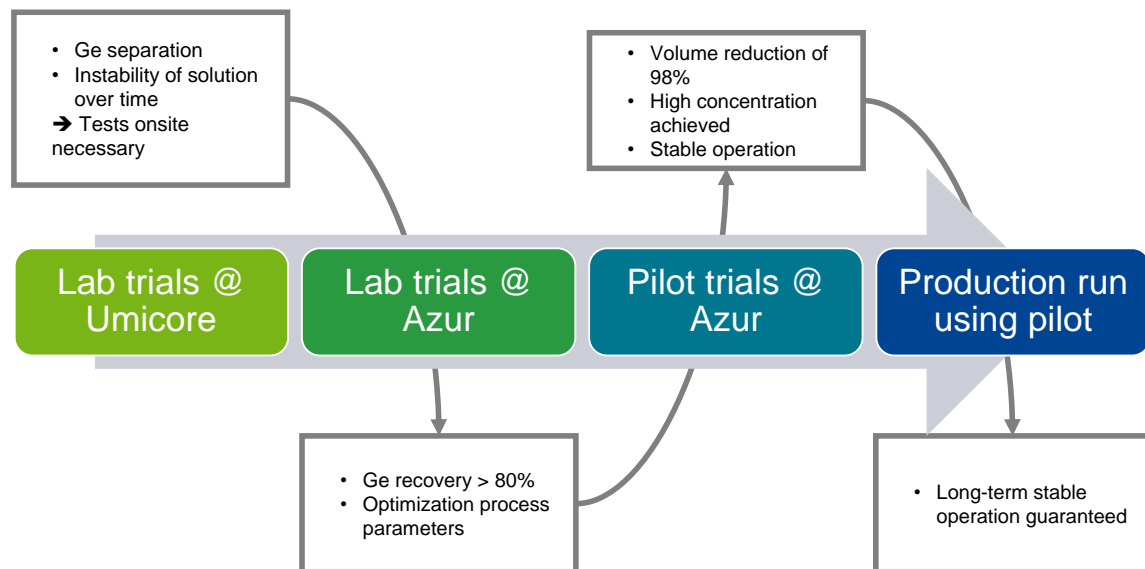 • Ge separation
• Instability of solution
over time
➔ Tests onsite
necessary
• Volume reduction of
98%
• High concentration
achieved
• Stable operation
Lab trials @
Umicore
Lab trials @
Azur
Pilot trials @
Azur
Production run
using pilot
• Ge recovery > 80%
• Optimization process
parameters
• Long-term stable
operation guaranteed